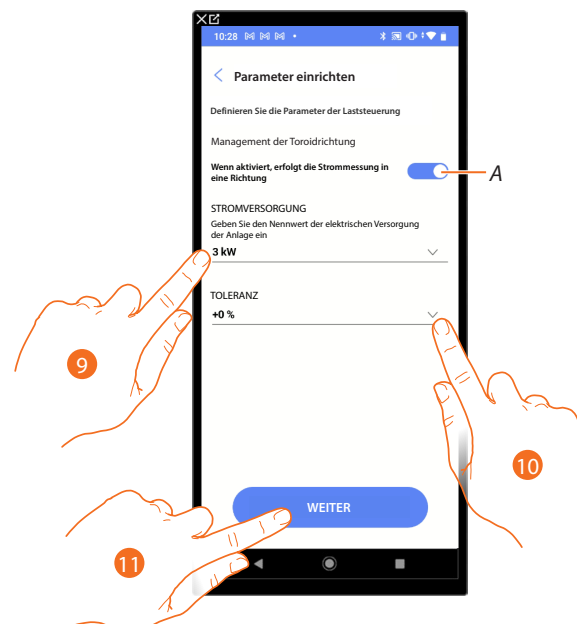 10:28
Parameter einrichten
Definieren Sie die Parameter der Laststeuerung
Management der Toroidrichtung
Wenn aktiviert, erfolgt die Strommessung in
eine Richtung
A
STROMVERSORGUNG
Geben Sie den Nennwert der elektrischen Versorgung
der Anlage ein
3 kW
TOLERANZ
+0 %
9
10
WEITER
11